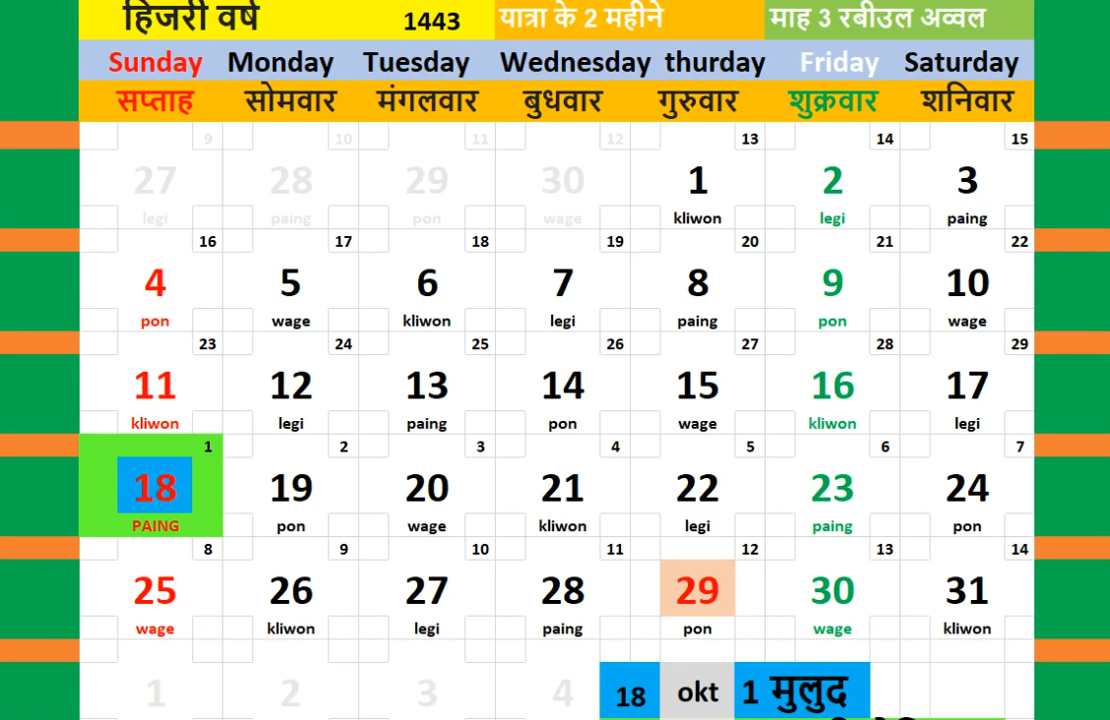 हिजरी वर्ष 1443 यात्रा के 2 महीने माह 3 रबीउल अव्वल
Sunday Monday Tuesday Wednesday thurday Friday Saturday
सप्ताह सोमवार मंगलवार बुधवार गुरुवार शुक्रवार शनिवार
9 10 11 12 13 14 15
27 28 29 30 1 2 3
legi paing pon wage kliwon legi paing
16 17 18 19 20 21 22
4 5 6 7 8 9 10
pon wage kliwon legi paing pon wage
23 24 25 26 27 28 29
11 12 13 14 15 16 17
kliwon legi paing pon wage kliwon legi
1 2 3 4 5 6 7
18 19 20 21 22 23 24
PAING pon wage kliwon legi paing pon
8 9 10 11 12 13 14
25 26 27 28 29 30 31
wage kliwon legi paing pon wage kliwon
1 2 3 4 18 okt 1 मुलुद